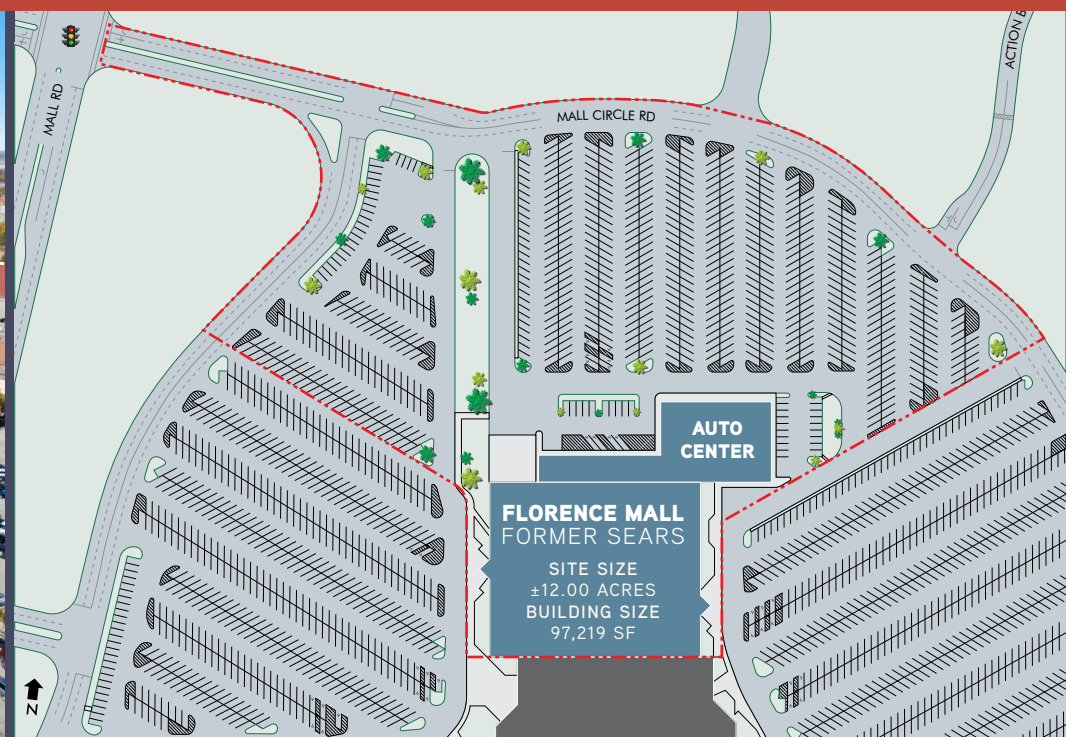 MALL RD
MALL CIRCLE RD
ACTION B
AUTO
CENTER
FLORENCE MALL
FORMER SEARS
SITE SIZE
±12.00 ACRES
BUILDING SIZE
97,219 SF
N